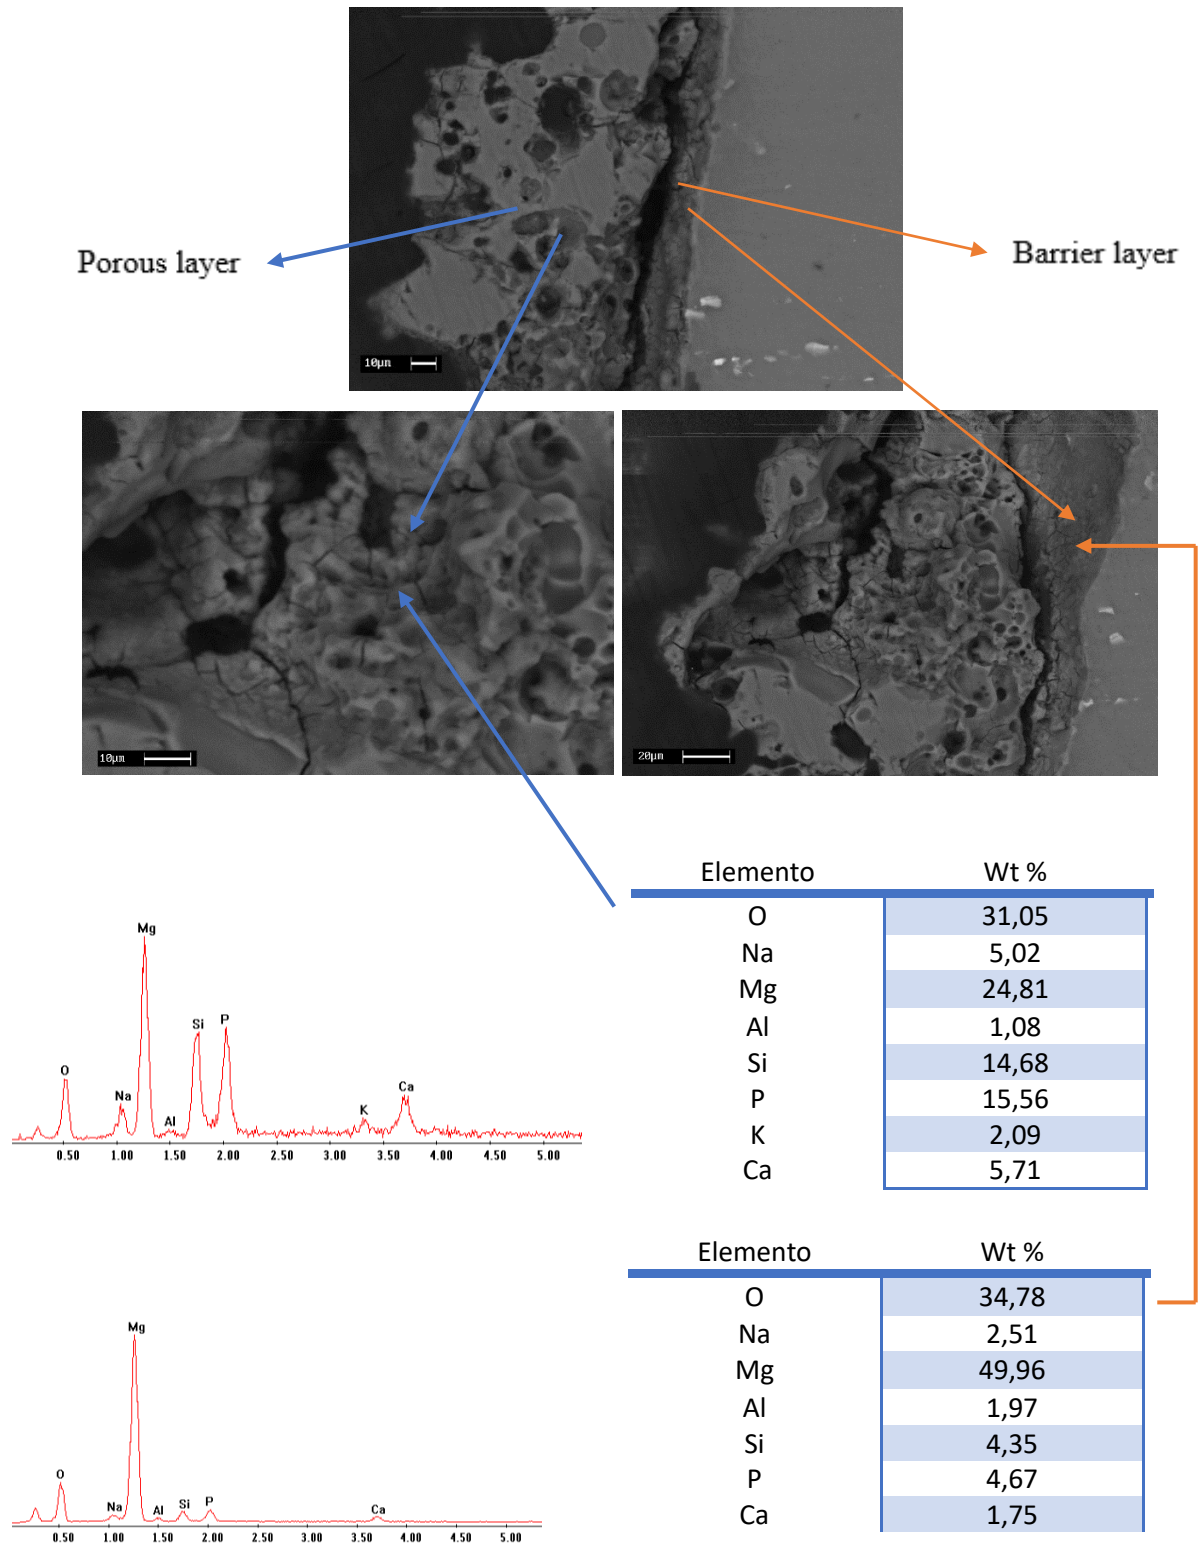 Porous layer
Barrier layer
10µm
10µm
20µm
Elemento Wt %
O 31,05
Na 5,02
Mg 24,81
Al 1,08
Si 14,68
P 15,56
K 2,09
Ca 5,71
Mg
Si P
O
Na
Al
K
Ca
0.50 1.00 1.50 2.00 2.50 3.00 3.50 4.00 4.50 5.00
Elemento Wt %
O 34,78
Na 2,51
Mg 49,96
Al 1,97
Si 4,35
P 4,67
Ca 1,75
Mg
O
Na Al Si P Ca
0.50 1.00 1.50 2.00 2.50 3.00 3.50 4.00 4.50 5.00